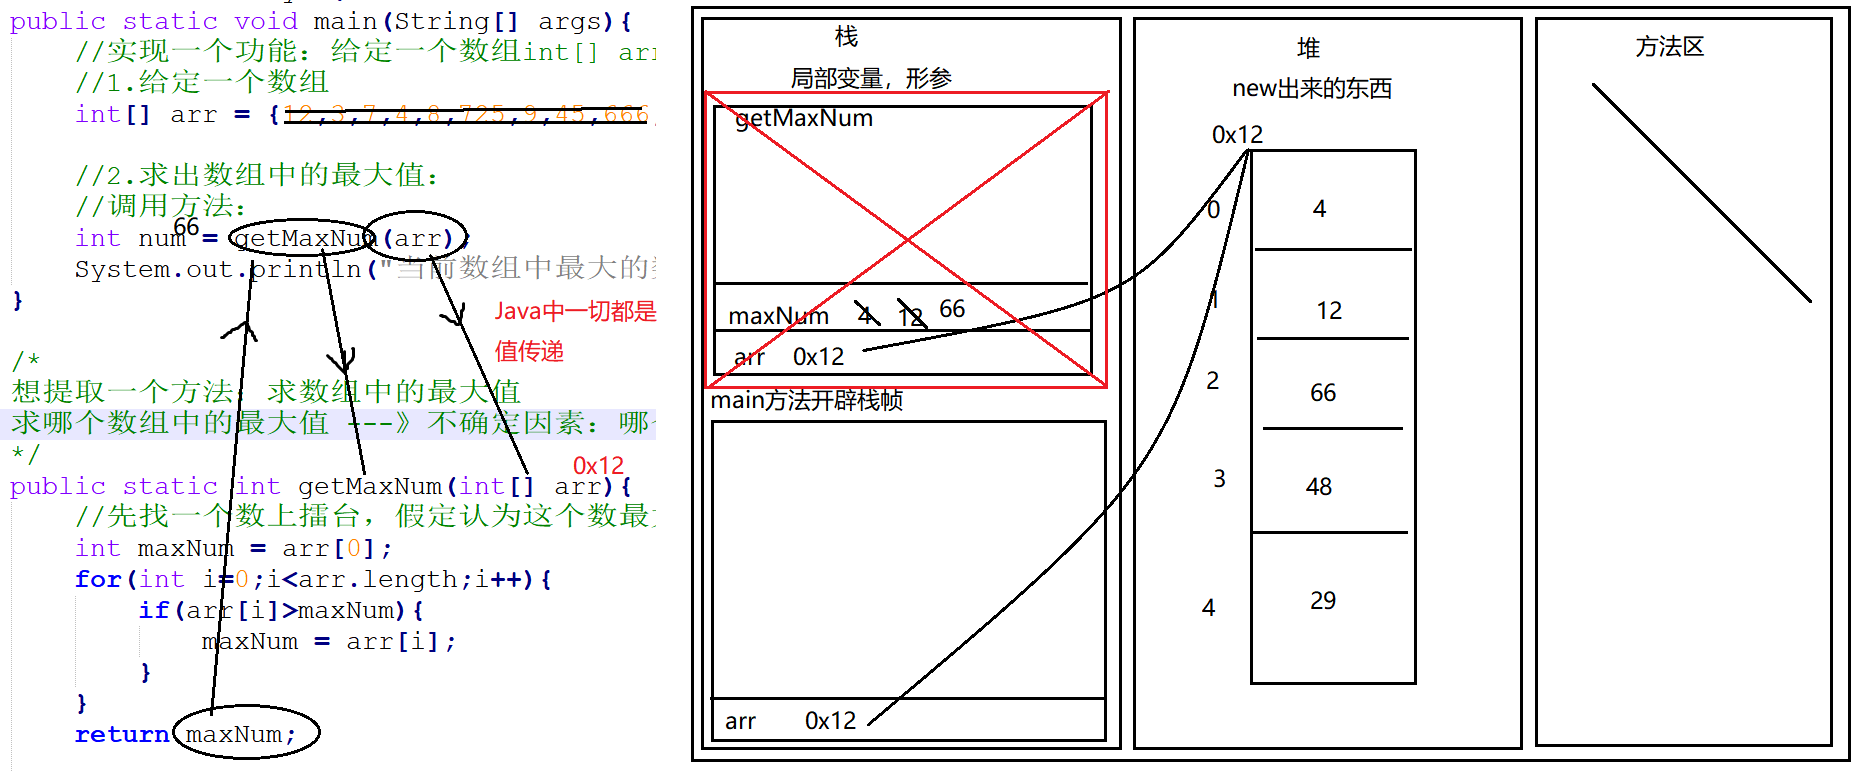 public static void main(String[] args){
//实现一个功能：给定一个数组int[] arr
//1.给定一个数组
int[] arr = {12,3,7,4,8,725,9,45,666,
//2.求出数组中的最大值：
//调用方法：
66
int num = getMaxNum(arr);
System.out.println("当前数组中最大的数
}
Java中一切都是
值传递
/*
想提取一个方法：求数组中的最大值
求哪个数组中的最大值 ---》不确定因素：哪个
*/
0x12
public static int getMaxNum(int[] arr){
//先找一个数上擂台，假定认为这个数最大
int maxNum = arr[0];
for(int i=0;i<arr.length;i++){
if(arr[i]>maxNum){
maxNum = arr[i];
}
}
return maxNum;
栈
局部变量，形参
getMaxNum
maxNum 4 12 66
arr 0x12
main方法开辟栈帧
arr 0x12
堆
new出来的东西
0x12
0 4
1 12
2 66
3 48
4 29
方法区